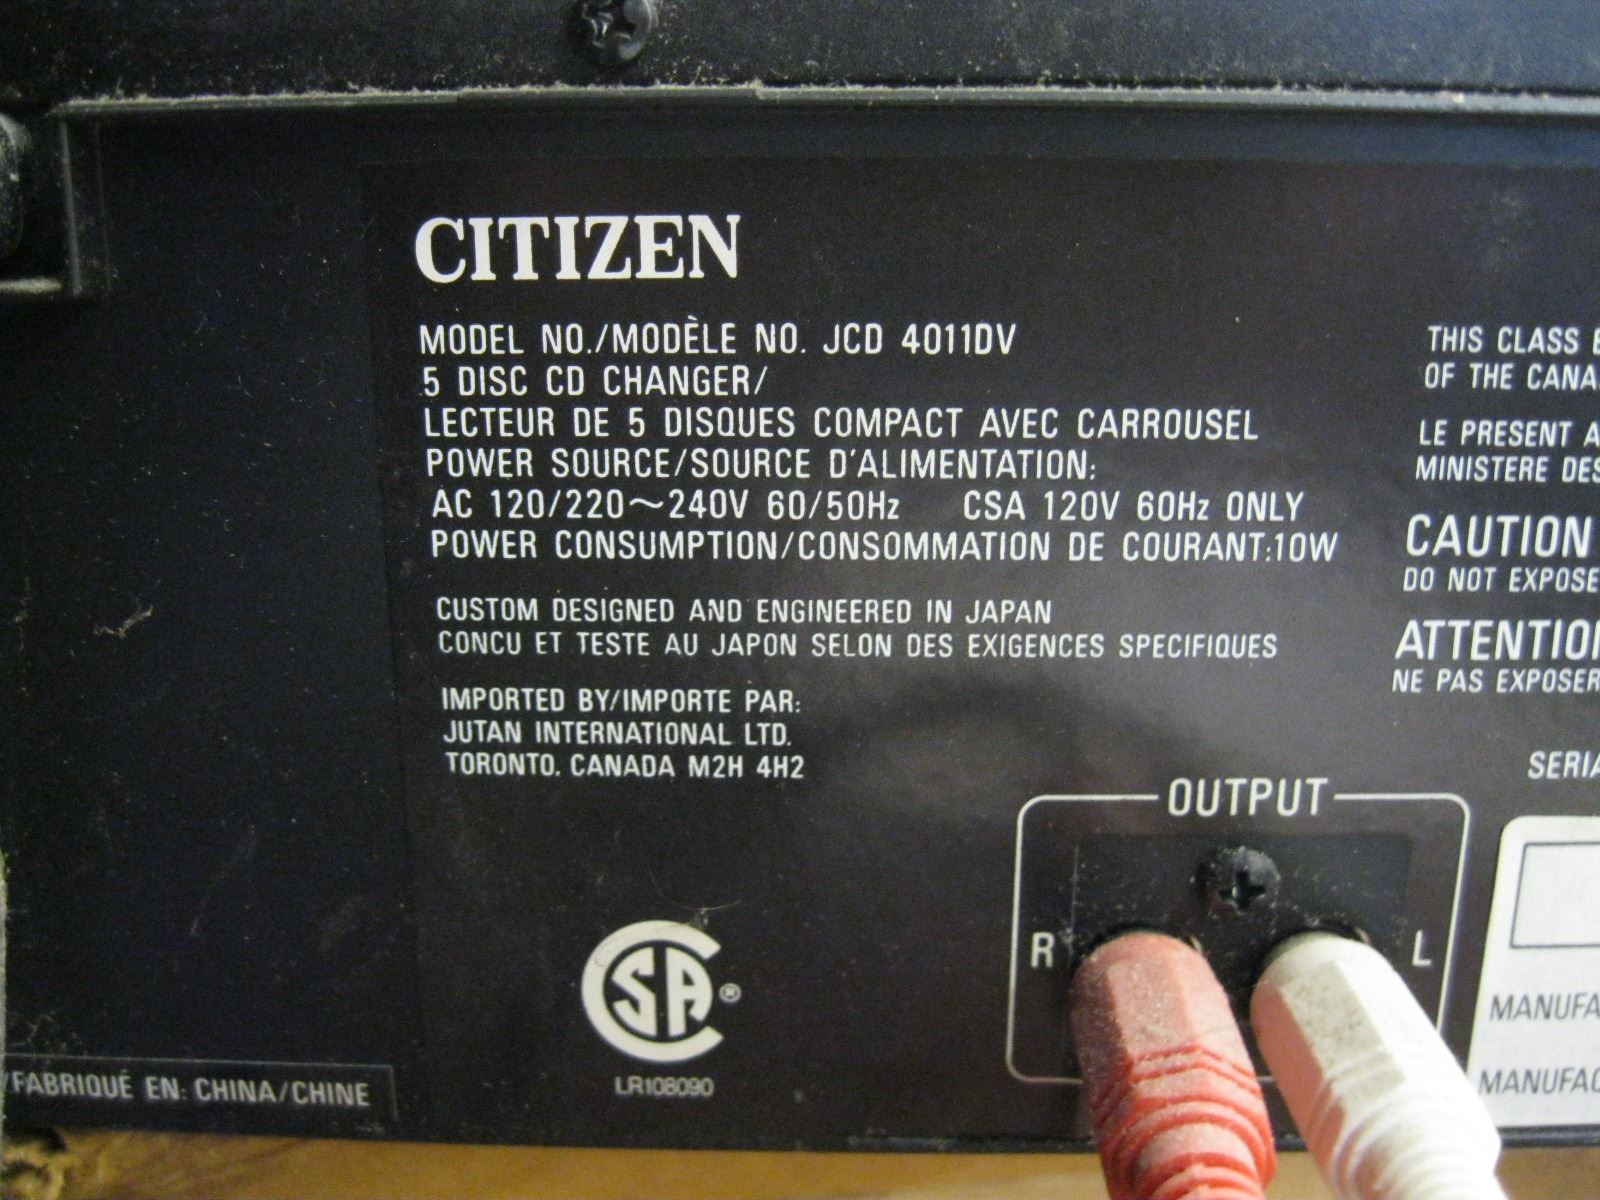 CITIZEN
MODEL NO./MODÈLE NO. JCD 4011DV
5 DISC CD CHANGER/
LECTEUR DE 5 DISQUES COMPACT AVEC CARROUSEL
POWER SOURCE/SOURCE D'ALIMENTATION:
AC 120/220~240V 60/50Hz CSA 120V 60Hz ONLY
POWER CONSUMPTION/CONSOMMATION DE COURANT:10W
CUSTOM DESIGNED AND ENGINEERED IN JAPAN
CONCU ET TESTE AU JAPON SELON DES EXIGENCES SPECIFIQUES
IMPORTED BY/IMPORTE PAR:
JUTAN INTERNATIONAL LTD.
TORONTO, CANADA M2H 4H2
THIS CLASS
OF THE CANA
LE PRESENT A
MINISTERE DES
CAUTION
DO NOT EXPOSE
ATTENTION
NE PAS EXPOSER
SERIA
OUTPUT
R L
CSA ®
LR108090
/FABRIQUÉ EN: CHINA/CHINE
MANUFA
MANUFAC